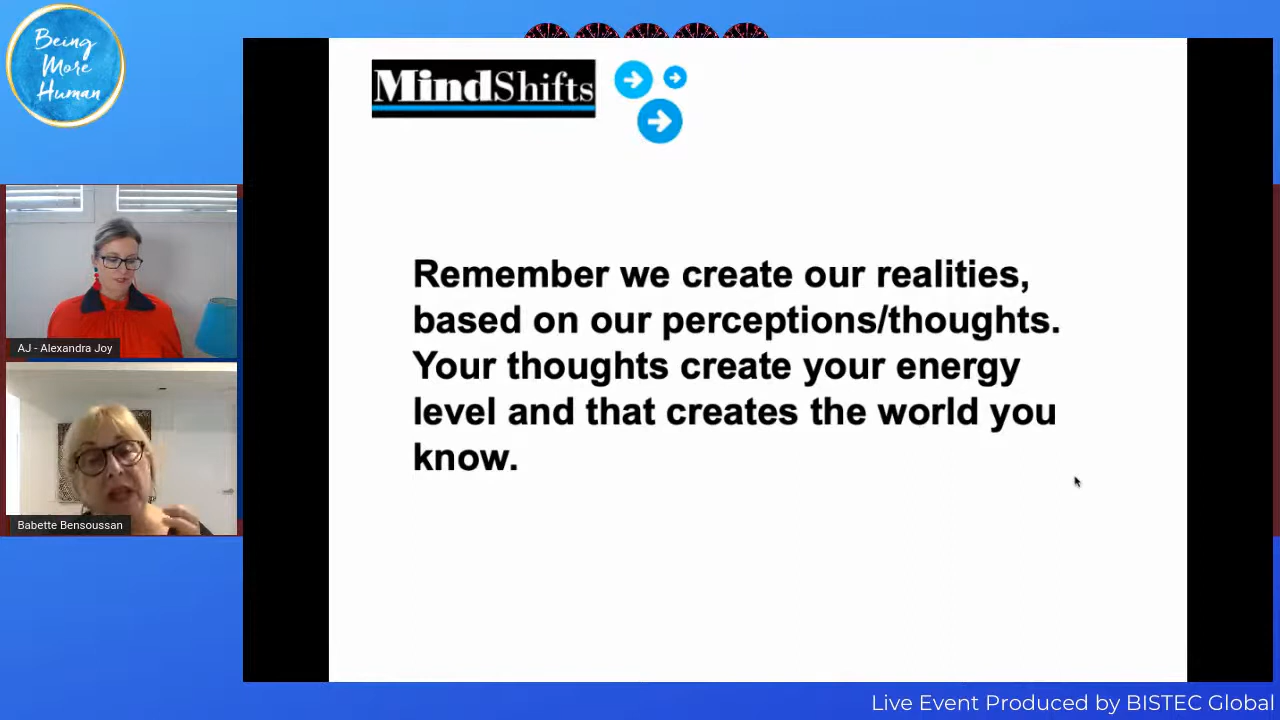 Being
More
Human
MindShifts
Remember we create our realities,
based on our perceptions/thoughts.
Your thoughts create your energy
level and that creates the world you
know.
AJ - Alexandra Joy
Babette Bensoussan
Live Event Produced by BISTEC Global